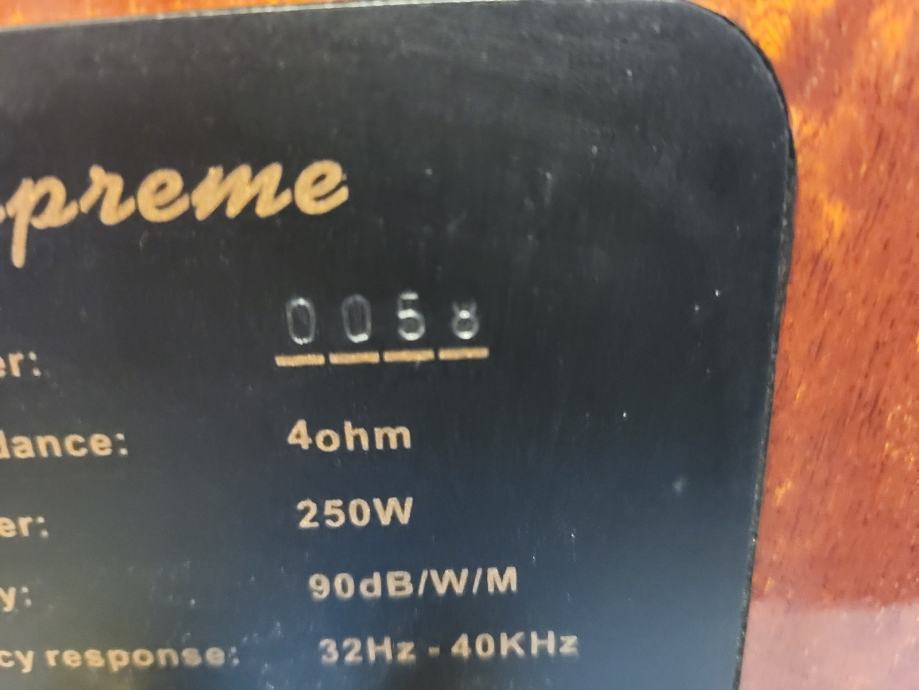 preme
er: 0058
dance: 4ohm
er: 250W
y: 90dB/W/M
cy response: 32Hz - 40KHz